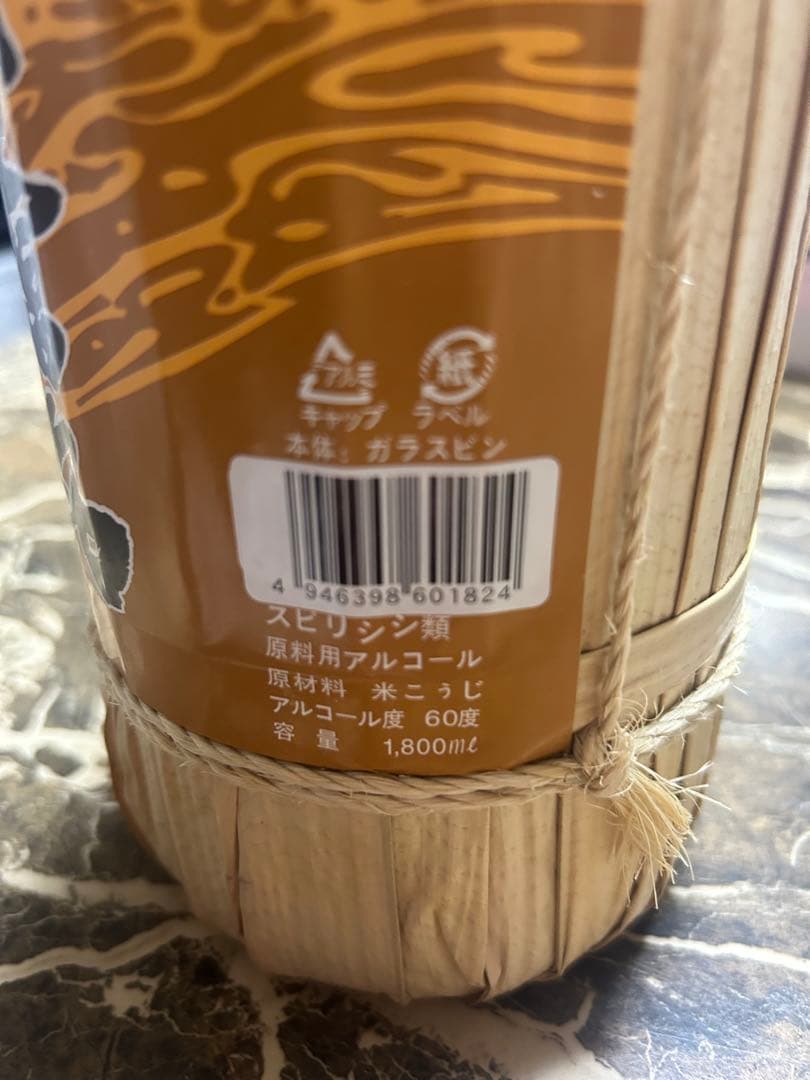 アルミ 紙
キャップ ラベル
本体: ガラスビン
4 946398 601824
スピリシシ類
原料用アルコール
原材料 米こうじ
アルコール度 60度
容量 1,800mℓ